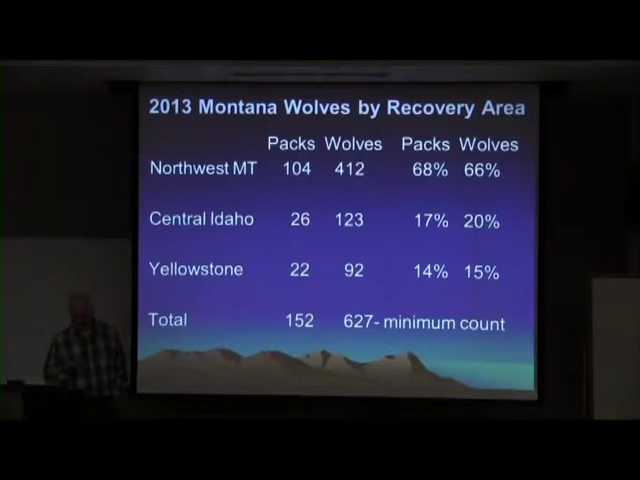 2013 Montana Wolves by Recovery Area
Packs Wolves Packs Wolves
Northwest MT 104 412 68% 66%
Central Idaho 26 123 17% 20%
Yellowstone 22 92 14% 15%
Total 152 627- minimum count